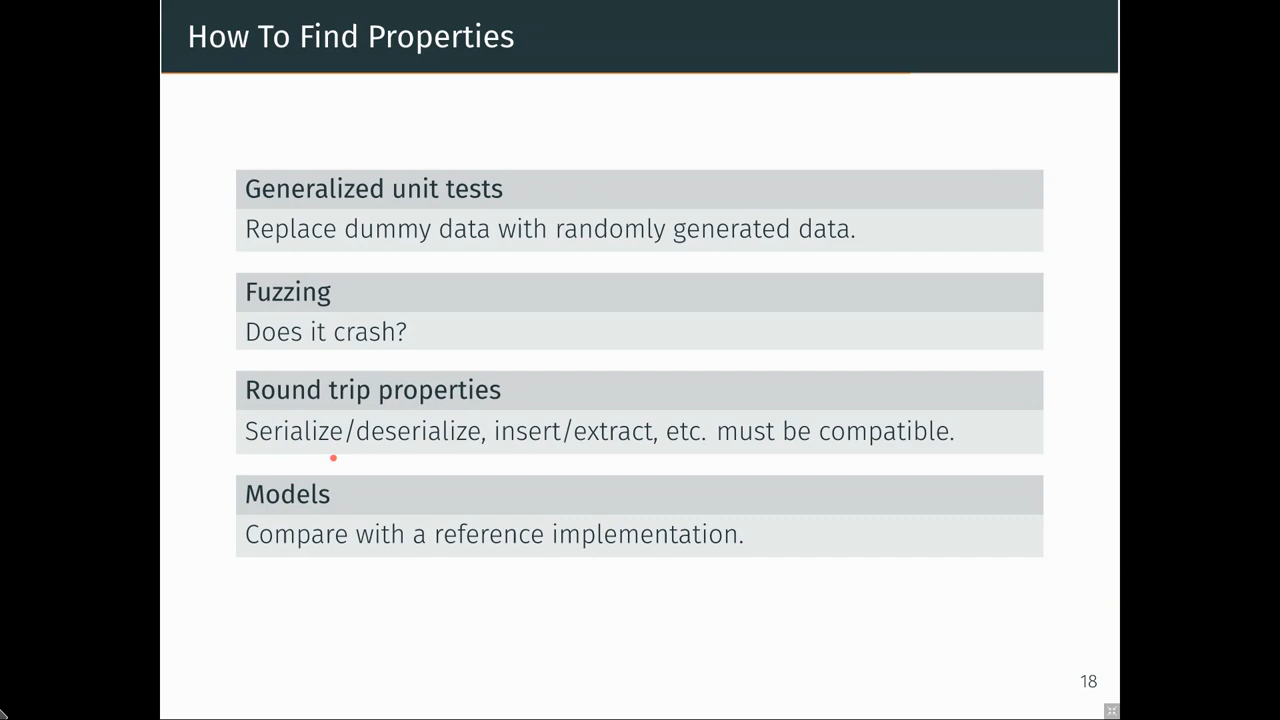 How To Find Properties
Generalized unit tests
Replace dummy data with randomly generated data.
Fuzzing
Does it crash?
Round trip properties
Serialize/deserialize, insert/extract, etc. must be compatible.
Models
Compare with a reference implementation.
18